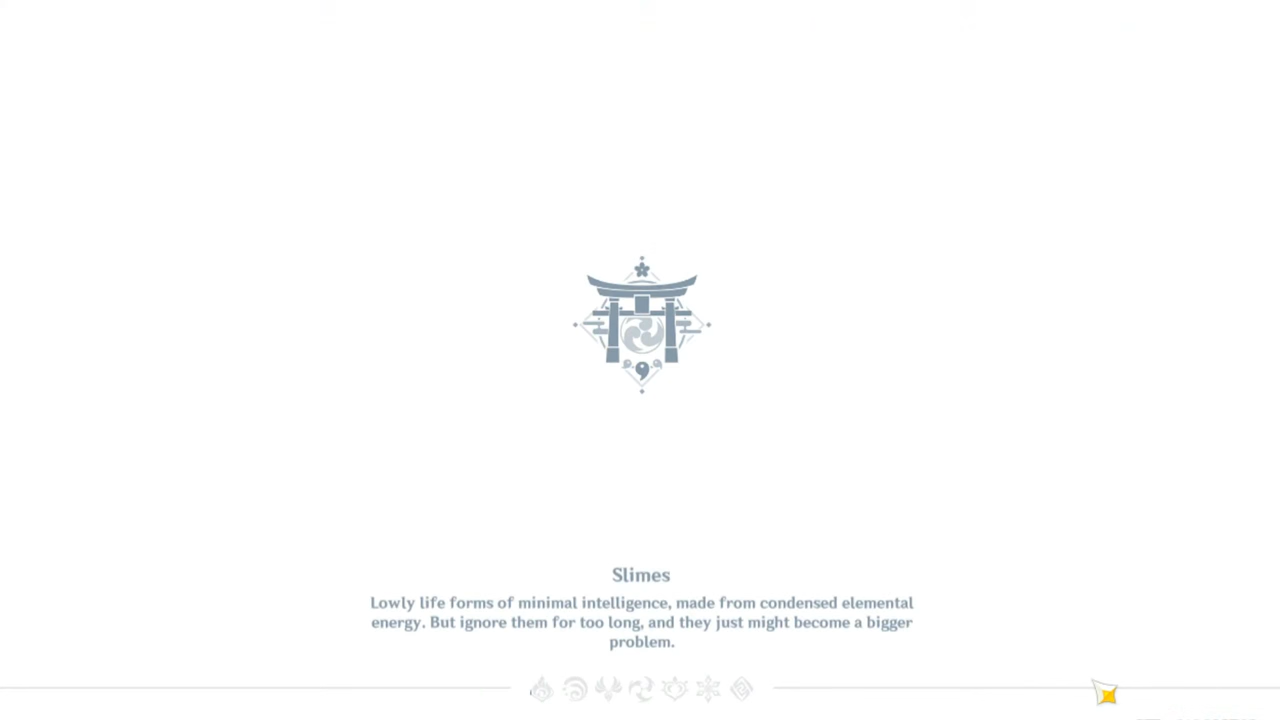 Slimes
Lowly life forms of minimal intelligence, made from condensed elemental
energy. But ignore them for too long, and they just might become a bigger
problem.